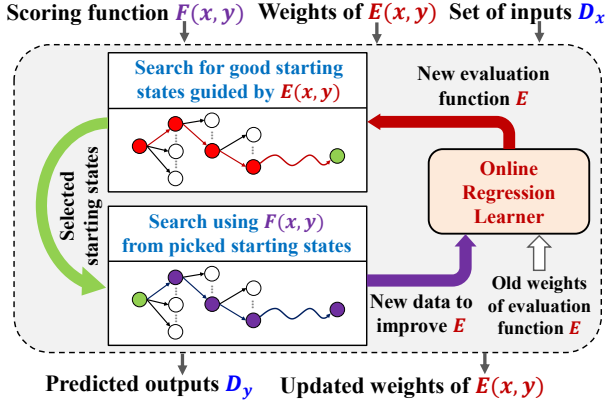 Scoring function F(x, y)
Weights of E(x, y)
Set of inputs D_x
Search for good starting
states guided by E(x, y)
New evaluation
function E
Selected
starting states
Online
Regression
Learner
Search using F(x, y)
from picked starting states
New data to
improve E
Old weights
of evaluation
function E
Predicted outputs D_y
Updated weights of E(x, y)